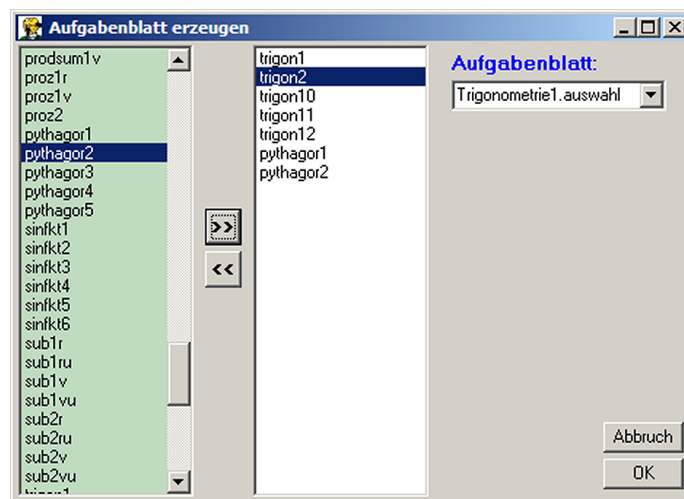 Aufgabenblatt erzeugen
prodsum1v
proz1r
proz1v
proz2
pythagor1
pythagor2
pythagor3
pythagor4
pythagor5
sinfkt1
sinfkt2
sinfkt3
sinfkt4
sinfkt5
sinfkt6
sub1r
sub1ru
sub1v
sub1vu
sub2r
sub2ru
sub2v
sub2vu
trigon1
>>
<<
trigon1
trigon2
trigon10
trigon11
trigon12
pythagor1
pythagor2
Aufgabenblatt:
Trigonometrie1.auswahl
Abbruch
OK